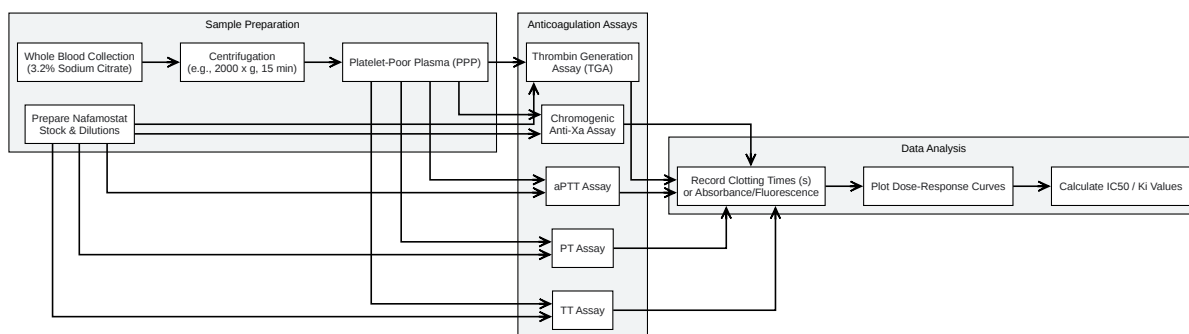 Sample Preparation
Whole Blood Collection
(3.2% Sodium Citrate)
Centrifugation
(e.g., 2000 x g, 15 min)
Platelet-Poor Plasma (PPP)
Prepare Nafamostat
Stock & Dilutions
Anticoagulation Assays
Thrombin Generation
Assay (TGA)
Chromogenic
Anti-Xa Assay
aPTT Assay
PT Assay
TT Assay
Data Analysis
Record Clotting Times (s)
or Absorbance/Fluorescence
Plot Dose-Response Curves
Calculate IC50 / Ki Values